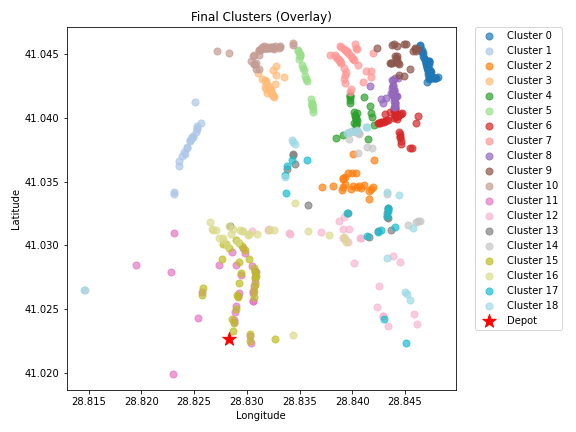 Final Clusters (Overlay)
41.045
41.040
41.035
41.030
41.025
41.020
Latitude
28.815 28.820 28.825 28.830 28.835 28.840 28.845
Longitude
Cluster 0
Cluster 1
Cluster 2
Cluster 3
Cluster 4
Cluster 5
Cluster 6
Cluster 7
Cluster 8
Cluster 9
Cluster 10
Cluster 11
Cluster 12
Cluster 13
Cluster 14
Cluster 15
Cluster 16
Cluster 17
Cluster 18
Depot